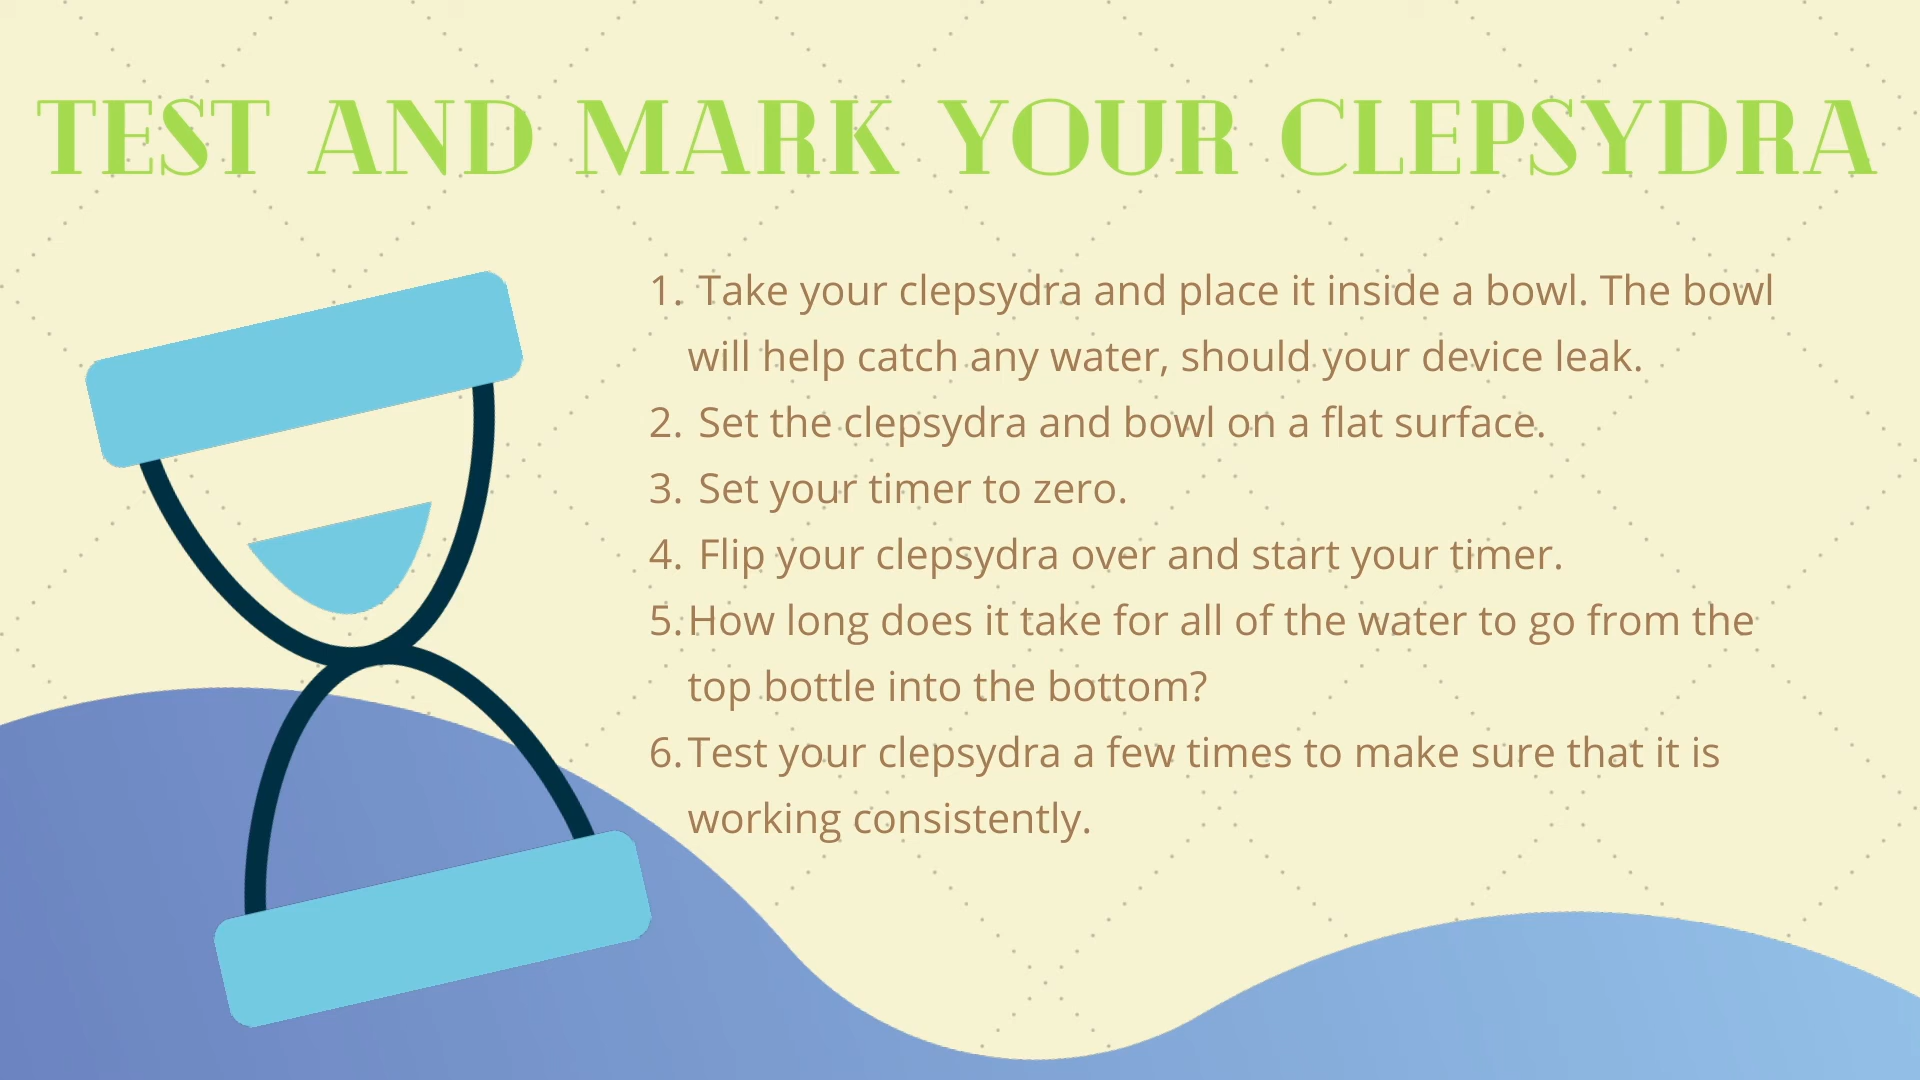 TEST AND MARK YOUR CLEPSYDRA
1. Take your clepsydra and place it inside a bowl. The bowl
will help catch any water, should your device leak.
2. Set the clepsydra and bowl on a flat surface.
3. Set your timer to zero.
4. Flip your clepsydra over and start your timer.
5. How long does it take for all of the water to go from the
top bottle into the bottom?
6. Test your clepsydra a few times to make sure that it is
working consistently.